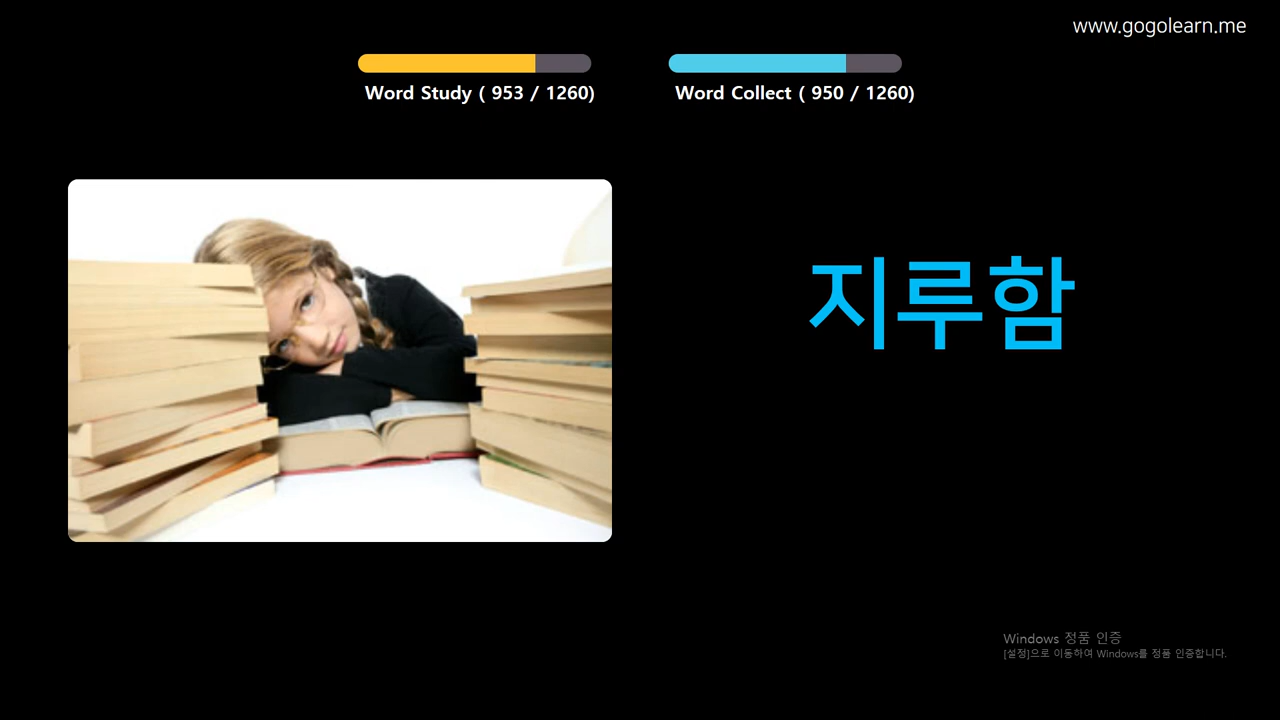 www.gogolearn.me
Word Study ( 953 / 1260)
Word Collect ( 950 / 1260)
지루함
Windows 정품 인증
[설정]으로 이동하여 Windows를 정품 인증합니다.